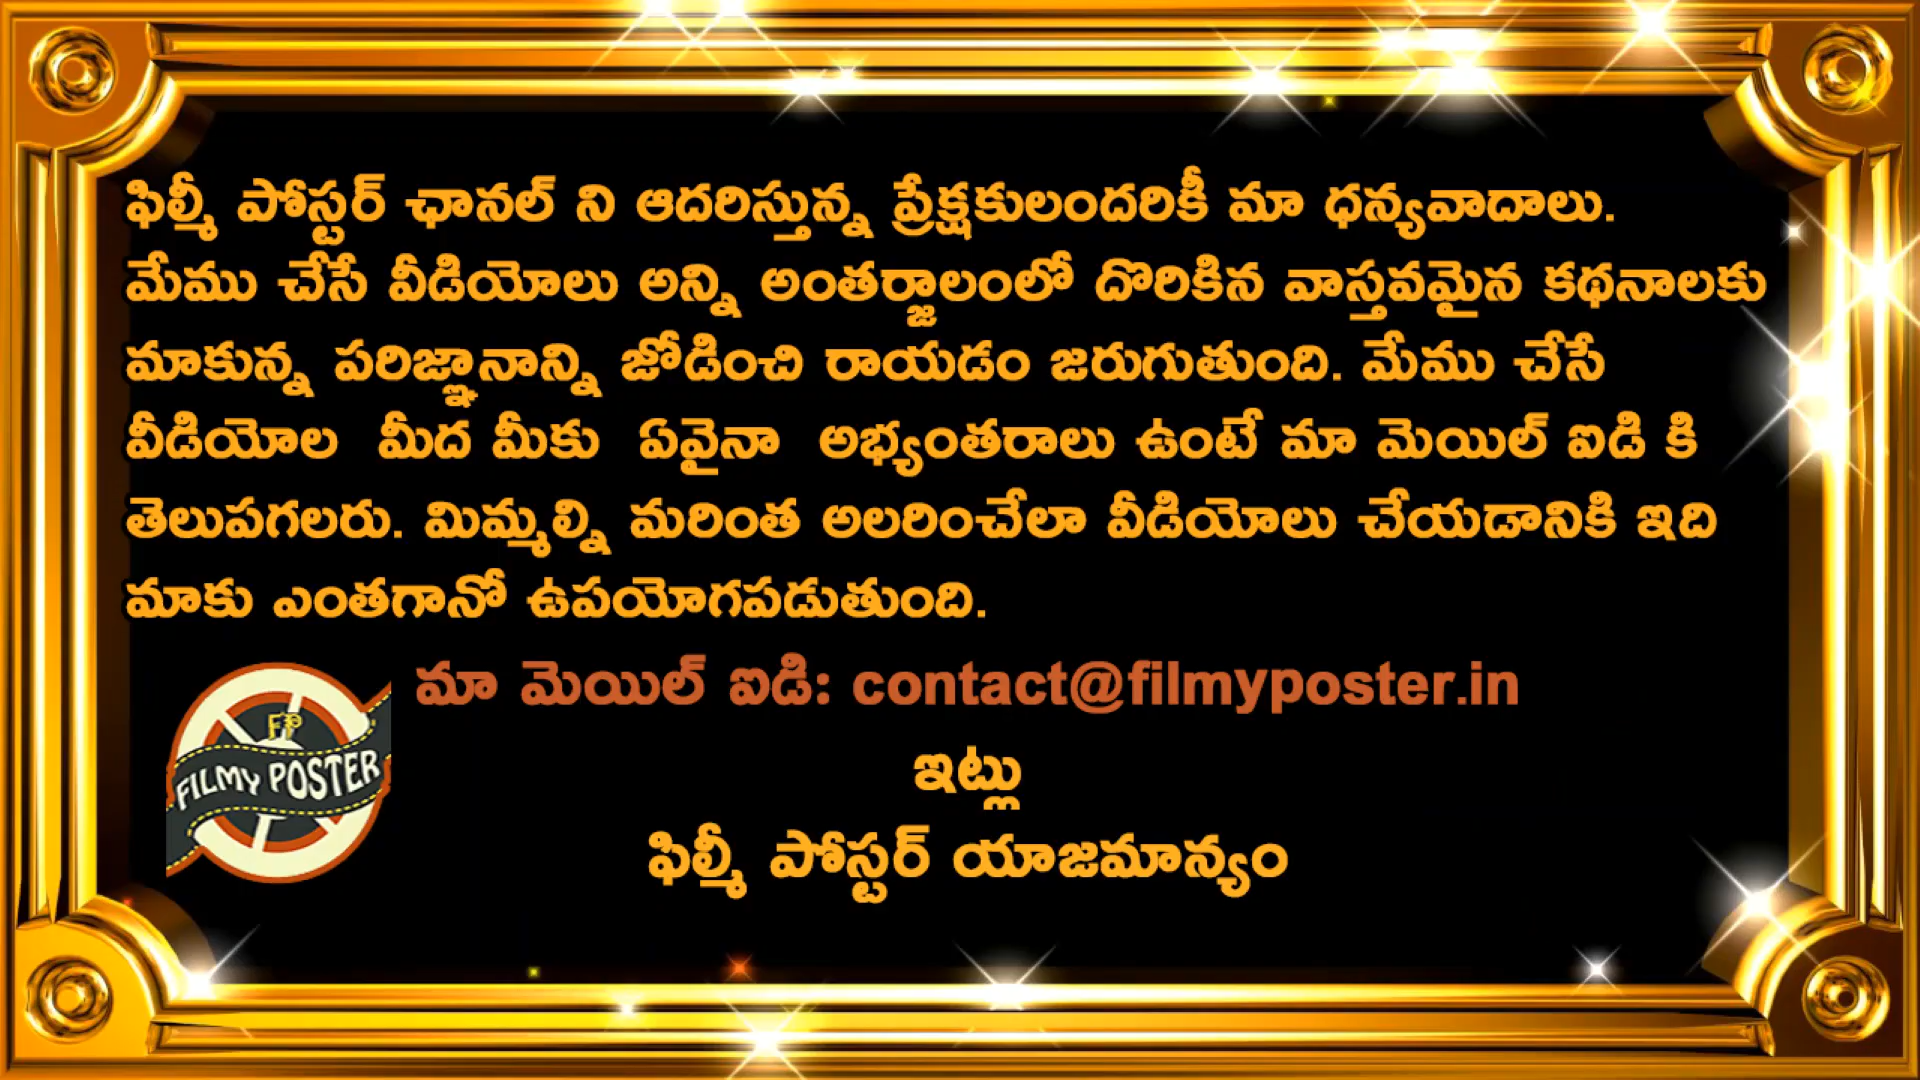 ఫిల్మీ పోస్టర్ ఛానల్ ని ఆదరిస్తున్న ప్రేక్షకులందరికీ మా ధన్యవాదాలు.
మేము చేసే వీడియోలు అన్ని అంతర్జాలంలో దొరికిన వాస్తవమైన కథనాలకు
మాకున్న పరిజ్ఞానాన్ని జోడించి రాయడం జరుగుతుంది. మేము చేసే
వీడియోల మీద మీకు ఏవైనా అభ్యంతరాలు ఉంటే మా మెయిల్ ఐడి కి
తెలుపగలరు. మిమ్మల్ని మరింత అలరించేలా వీడియోలు చేయడానికి ఇది
మాకు ఎంతగానో ఉపయోగపడుతుంది.
మా మెయిల్ ఐడి: contact@filmyposter.in
FP
FILMY POSTER
ఇట్లు
ఫిల్మీ పోస్టర్ యాజమాన్యం